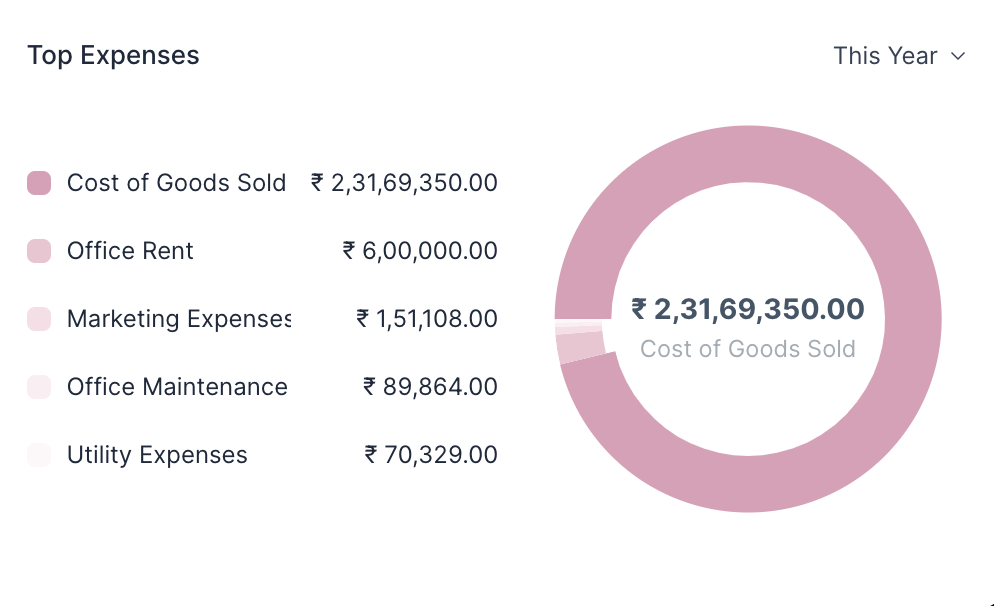 Top Expenses
This Year
Cost of Goods Sold ₹ 2,31,69,350.00
Office Rent ₹ 6,00,000.00
Marketing Expenses ₹ 1,51,108.00
Office Maintenance ₹ 89,864.00
Utility Expenses ₹ 70,329.00
₹ 2,31,69,350.00
Cost of Goods Sold